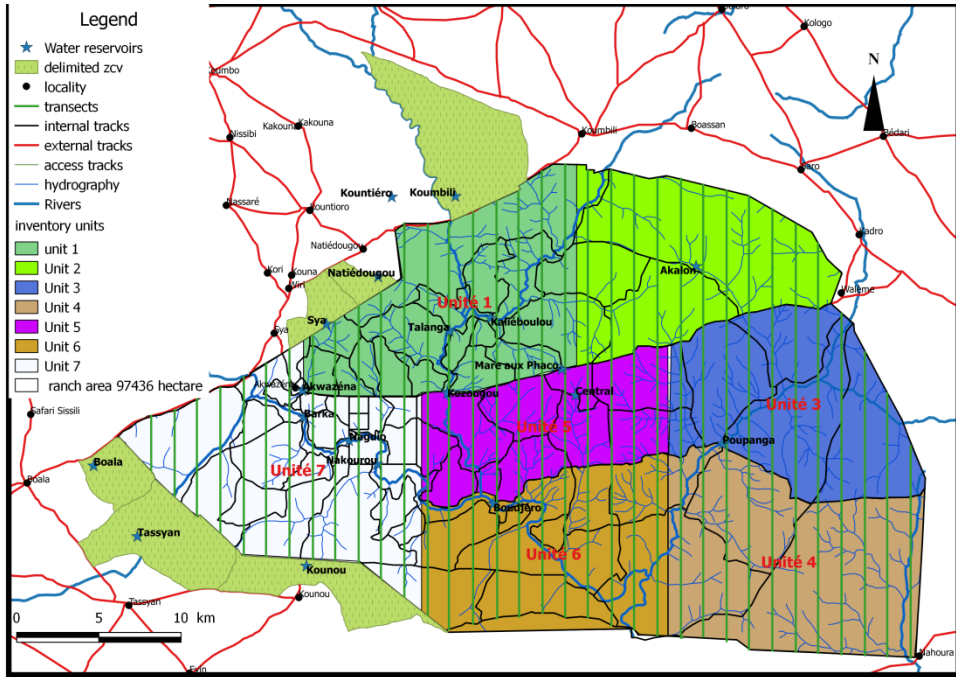 Legend
Water reservoirs
delimited zcv
locality
transects
internal tracks
external tracks
access tracks
hydrography
Rivers
inventory units
unit 1
Unit 2
Unit 3
Unit 4
Unit 5
Unit 6
Unit 7
ranch area 97436 hectare
Kologo
N
Kakouna
Kakouna
Nissibi
Koumbili
Boassan
Bédari
Saro
Nassaré
Kountioro
Kountiéro
Koumbili
Natiédougou
Kadro
Kori
Kouna
Wiri
Natiédougou
Akalon
Walème
Unité 1
Sya
Sya
Talanga
Kaliéboulou
Mare aux Phaco
Akwazéna
Akwazéna
Kozougou
Central
Unité 3
Safari Sissili
Barka
Nagdio
Unité 5
Poupanga
Boala
Unité 7
Nakourou
Boala
Boudjéro
Tassyan
Unité 6
Unité 4
Kounou
Tassyan
Kounou
0 5 10 km
Nahoura